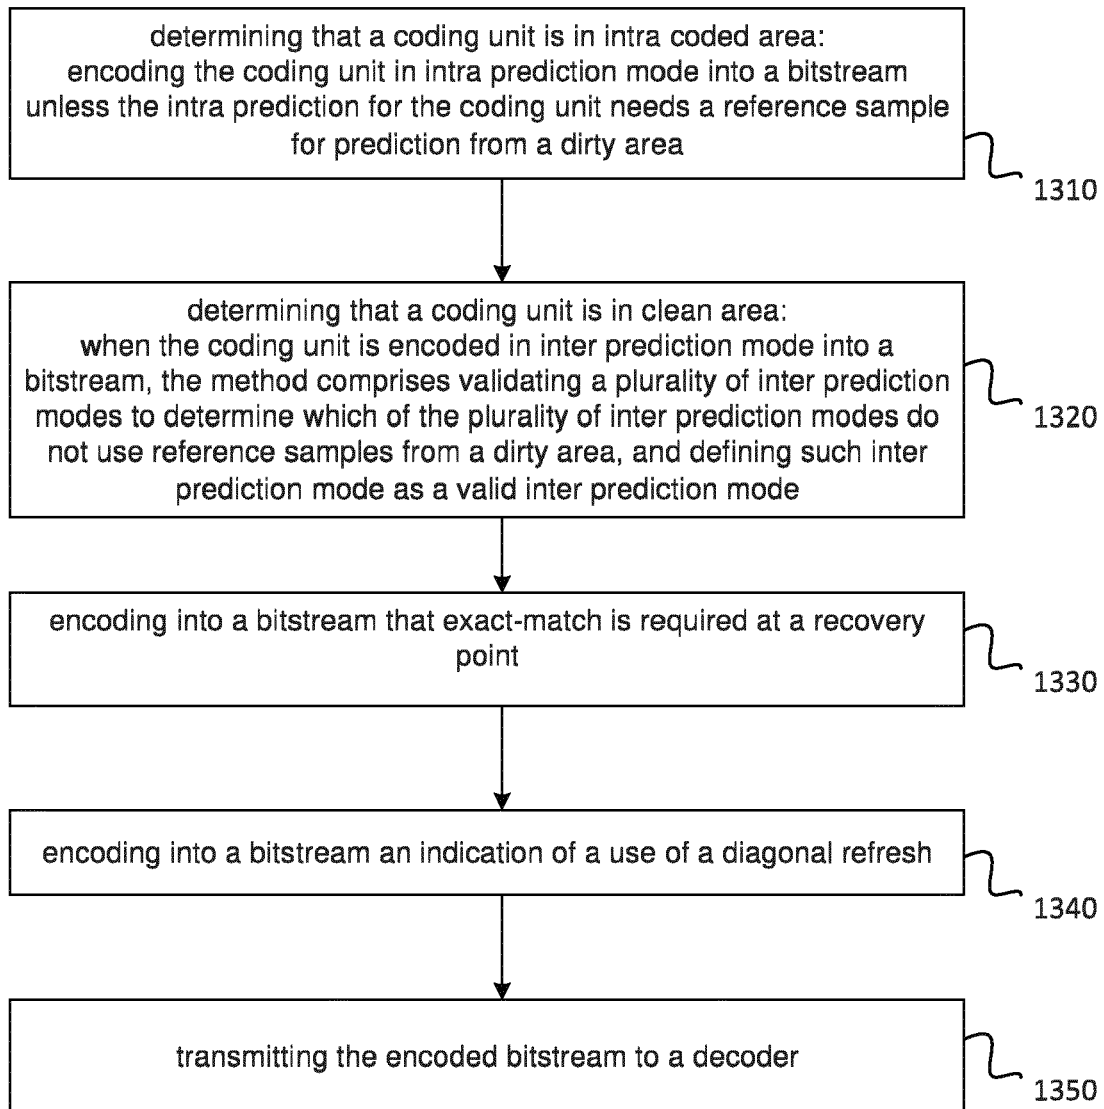 determining that a coding unit is in intra coded area:
encoding the coding unit in intra prediction mode into a bitstream
unless the intra prediction for the coding unit needs a reference sample
for prediction from a dirty area
1310
determining that a coding unit is in clean area:
when the coding unit is encoded in inter prediction mode into a
bitstream, the method comprises validating a plurality of inter prediction
modes to determine which of the plurality of inter prediction modes do
not use reference samples from a dirty area, and defining such inter
prediction mode as a valid inter prediction mode
1320
encoding into a bitstream that exact-match is required at a recovery
point
1330
encoding into a bitstream an indication of a use of a diagonal refresh
1340
transmitting the encoded bitstream to a decoder
1350